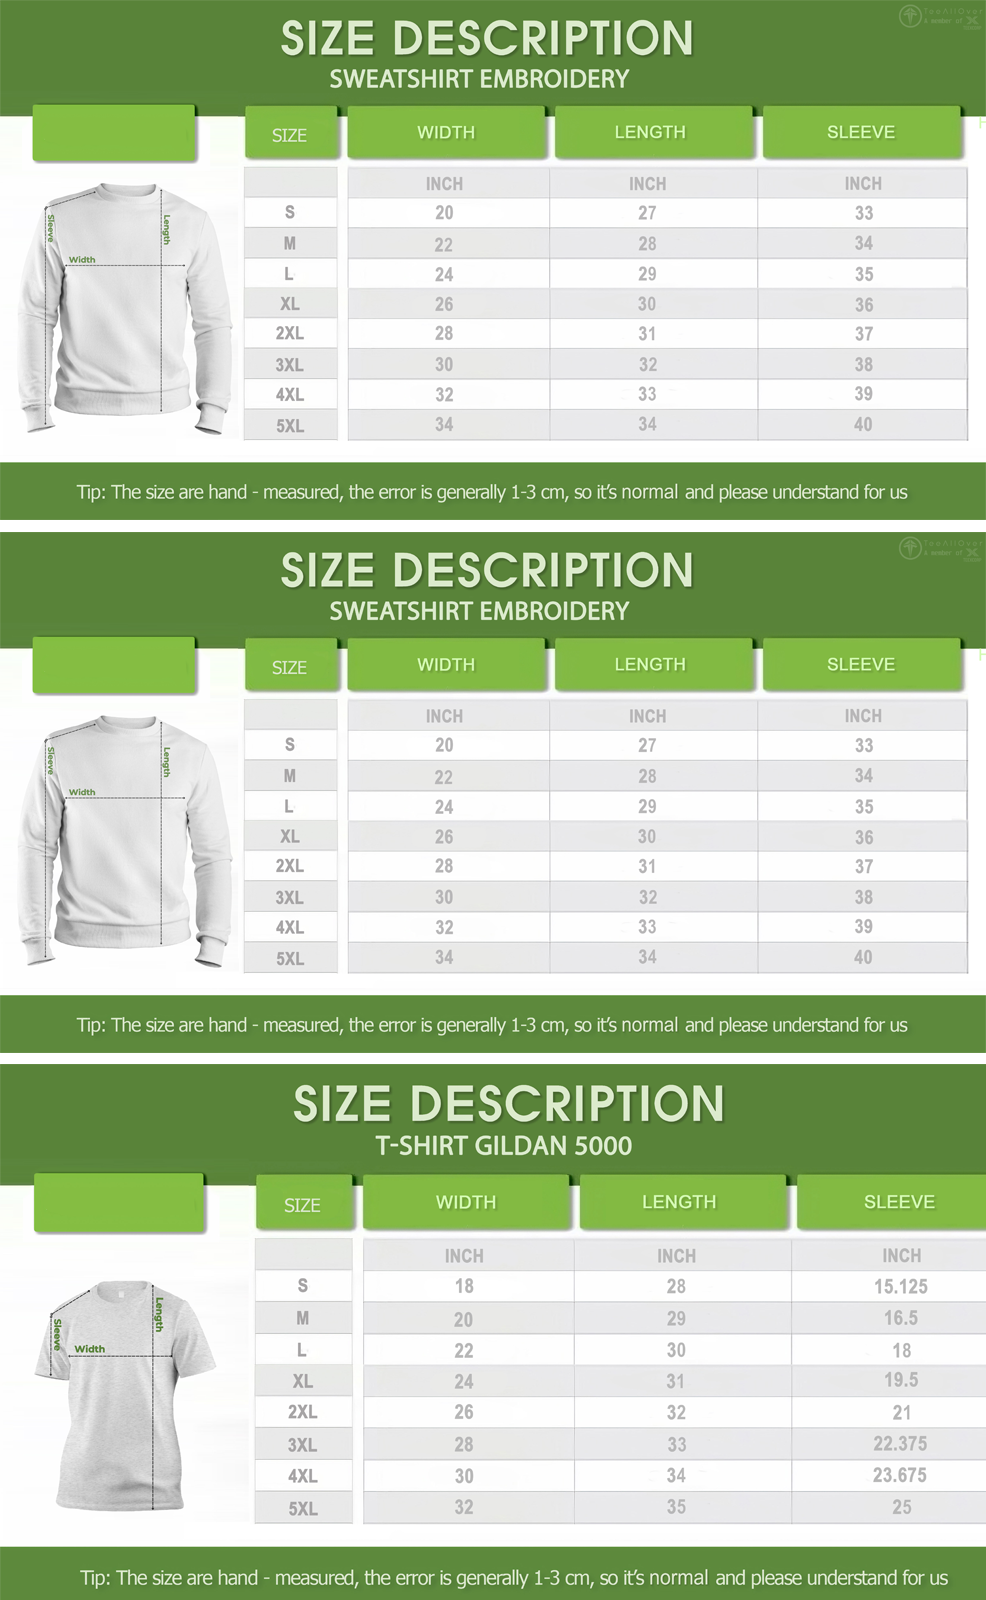 TeeAllOver
A member of
SIZE DESCRIPTION
SWEATSHIRT EMBROIDERY
SIZE WIDTH LENGTH SLEEVE
INCH INCH INCH
S 20 27 33
M 22 28 34
L 24 29 35
XL 26 30 36
2XL 28 31 37
3XL 30 32 38
4XL 32 33 39
5XL 34 34 40
Sleeve
Length
Width
Tip: The size are hand - measured, the error is generally 1-3 cm, so it's normal and please understand for us
TeeAllOver
A member of
SIZE DESCRIPTION
SWEATSHIRT EMBROIDERY
SIZE WIDTH LENGTH SLEEVE
INCH INCH INCH
S 20 27 33
M 22 28 34
L 24 29 35
XL 26 30 36
2XL 28 31 37
3XL 30 32 38
4XL 32 33 39
5XL 34 34 40
Sleeve
Length
Width
Tip: The size are hand - measured, the error is generally 1-3 cm, so it's normal and please understand for us
SIZE DESCRIPTION
T-SHIRT GILDAN 5000
SIZE WIDTH LENGTH SLEEVE
INCH INCH INCH
S 18 28 15.125
M 20 29 16.5
L 22 30 18
XL 24 31 19.5
2XL 26 32 21
3XL 28 33 22.375
4XL 30 34 23.675
5XL 32 35 25
Sleeve
Length
Width
Tip: The size are hand - measured, the error is generally 1-3 cm, so it's normal and please understand for us